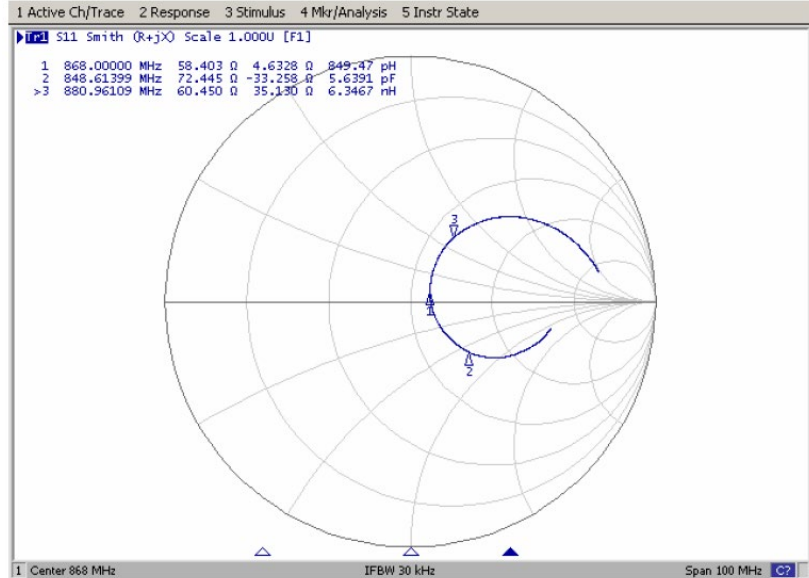 1 Active Ch/Trace 2 Response 3 Stimulus 4 Mkr/Analysis 5 Instr State
Tr1 S11 Smith (R+jX) Scale 1.000U [F1]
1 868.00000 MHz 58.403 Ω 4.6328 Ω 849.47 pH
2 848.61399 MHz 72.445 Ω -33.258 Ω 5.6391 pF
>3 880.96109 MHz 60.450 Ω 35.130 Ω 6.3467 nH
3
1
2
1 Center 868 MHz IFBW 30 kHz Span 100 MHz C?